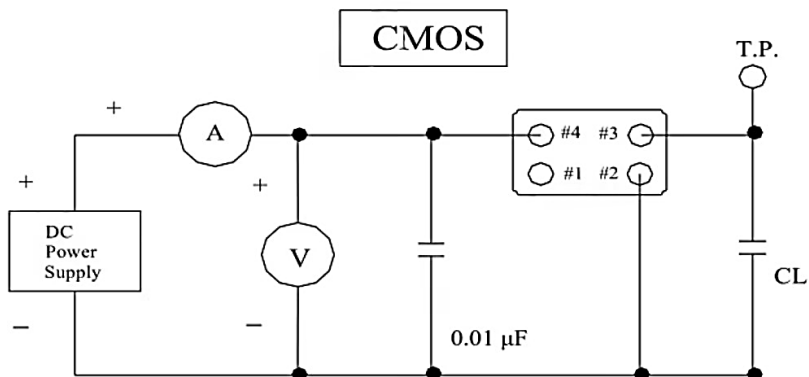 CMOS
T.P.
+
A
#4 #3
+
+
#1 #2
DC
Power
Supply
V
CL
−
−
0.01 µF